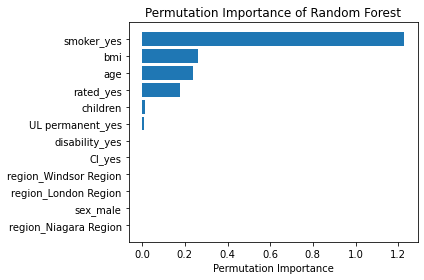 Permutation Importance of Random Forest
smoker_yes
bmi
age
rated_yes
children
UL permanent_yes
disability_yes
CI_yes
region_Windsor Region
region_London Region
sex_male
region_Niagara Region
0.0 0.2 0.4 0.6 0.8 1.0 1.2
Permutation Importance